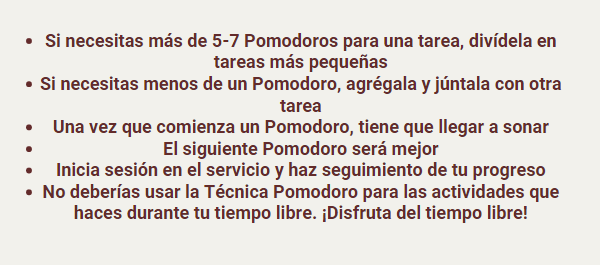 • Si necesitas más de 5-7 Pomodoros para una tarea, divídela en
tareas más pequeñas
• Si necesitas menos de un Pomodoro, agrégala y júntala con otra
tarea
• Una vez que comienza un Pomodoro, tiene que llegar a sonar
• El siguiente Pomodoro será mejor
• Inicia sesión en el servicio y haz seguimiento de tu progreso
• No deberías usar la Técnica Pomodoro para las actividades que
haces durante tu tiempo libre. ¡Disfruta del tiempo libre!